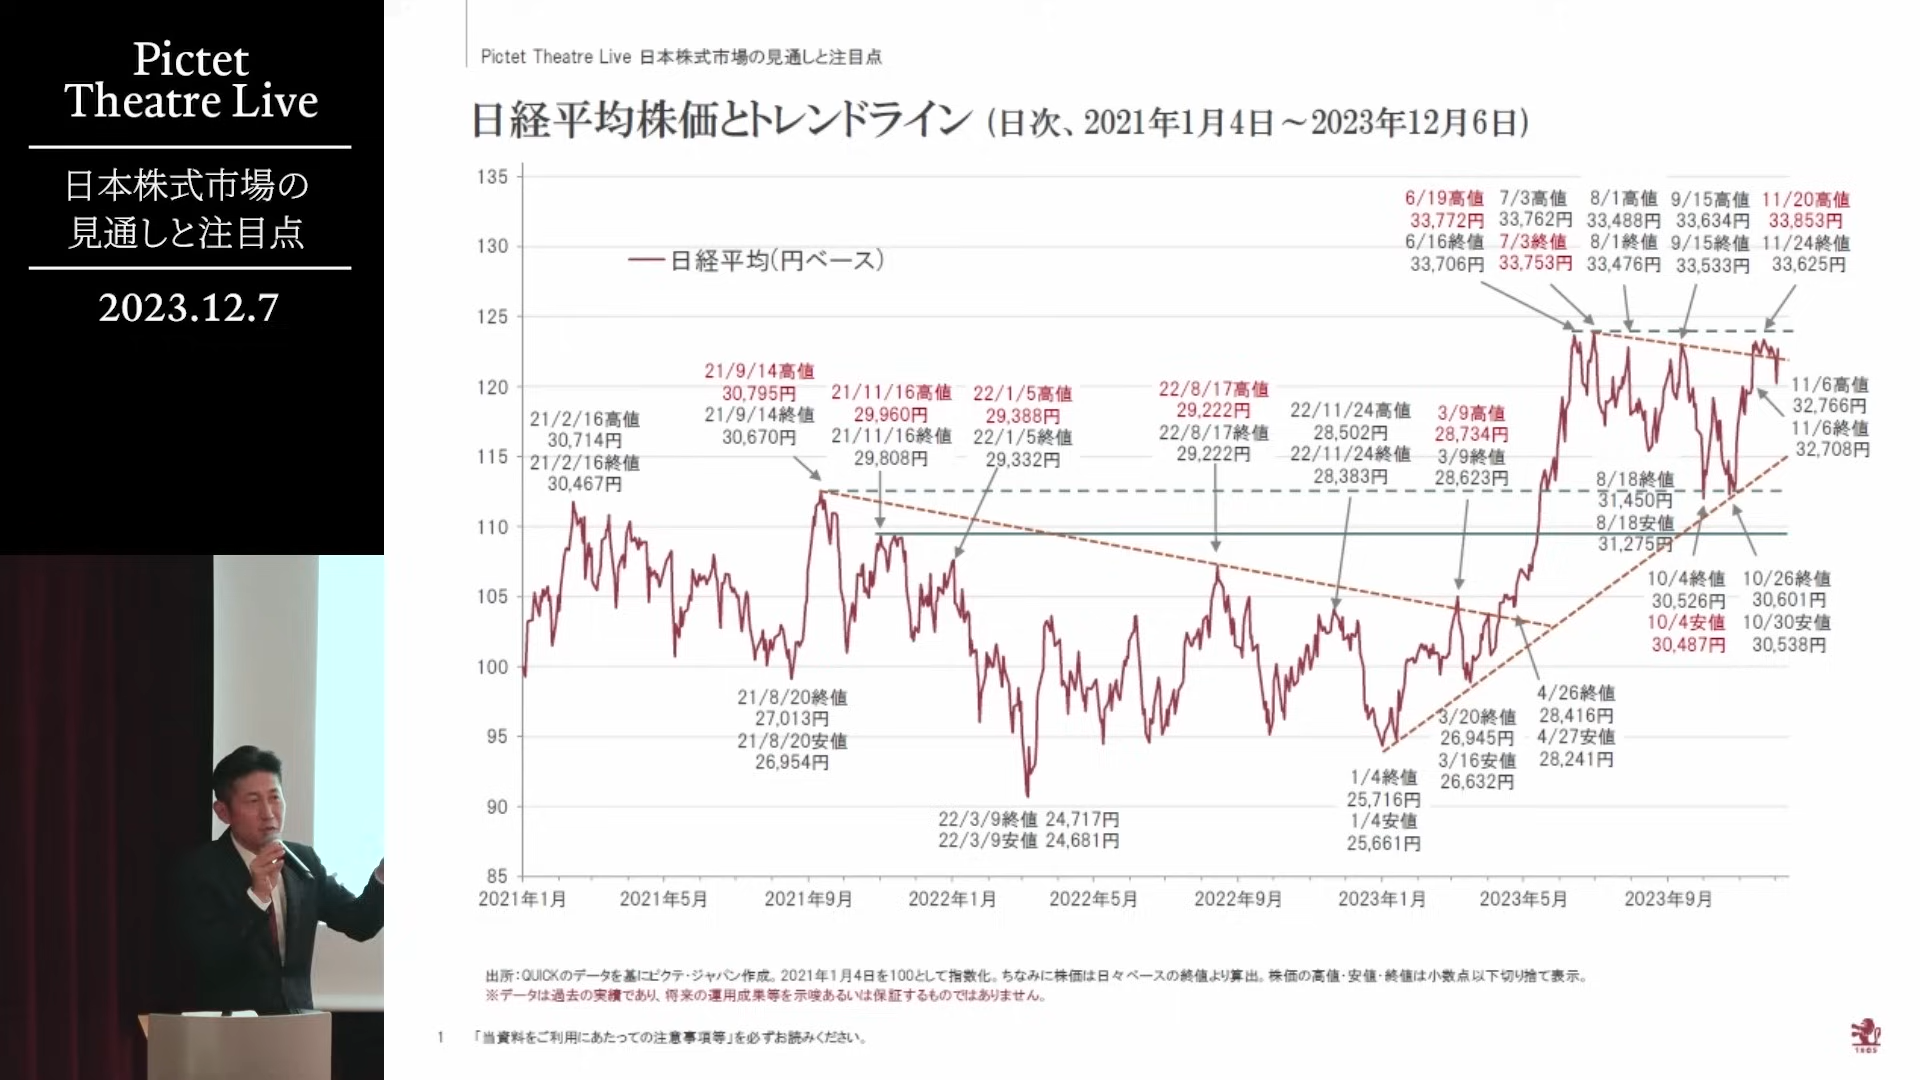 Pictet
Theatre Live
日本株式市場の
見通しと注目点
2023.12.7
Pictet Theatre Live 日本株式市場の見通しと注目点
日経平均株価とトレンドライン (日次、2021年1月4日～2023年12月6日)
135
130
125
120
115
110
105
100
95
90
85
日経平均(円ベース)
21/2/16高値
30,714円
21/2/16終値
30,467円
21/9/14高値
30,795円
21/9/14終値
30,670円
21/11/16高値
29,960円
21/11/16終値
29,808円
22/1/5高値
29,388円
22/1/5終値
29,332円
22/8/17高値
29,222円
22/8/17終値
29,222円
22/11/24高値
28,502円
22/11/24終値
28,383円
3/9高値
28,734円
3/9終値
28,623円
6/19高値
33,772円
6/16終値
33,706円
7/3高値
33,762円
7/3終値
33,753円
8/1高値
33,488円
8/1終値
33,476円
9/15高値
33,634円
9/15終値
33,533円
11/20高値
33,853円
11/24終値
33,625円
11/6高値
32,766円
11/6終値
32,708円
8/18終値
31,450円
8/18安値
31,275円
10/4終値
30,526円
10/4安値
30,487円
10/26終値
30,601円
10/30安値
30,538円
21/8/20終値
27,013円
21/8/20安値
26,954円
22/3/9終値 24,717円
22/3/9安値 24,681円
1/4終値
25,716円
1/4安値
25,661円
3/20終値
26,945円
3/16安値
26,632円
4/26終値
28,416円
4/27安値
28,241円
2021年1月
2021年5月
2021年9月
2022年1月
2022年5月
2022年9月
2023年1月
2023年5月
2023年9月
出所：QUICKのデータを基にピクテ・ジャパン作成。2021年1月4日を100として指数化。ちなみに株価は日々ベースの終値より算出。株価の高値・安値・終値は小数点以下切り捨て表示。
※データは過去の実績であり、将来の運用成果等を示唆あるいは保証するものではありません。
1
「当資料をご利用にあたっての注意事項等」を必ずお読みください。
1805